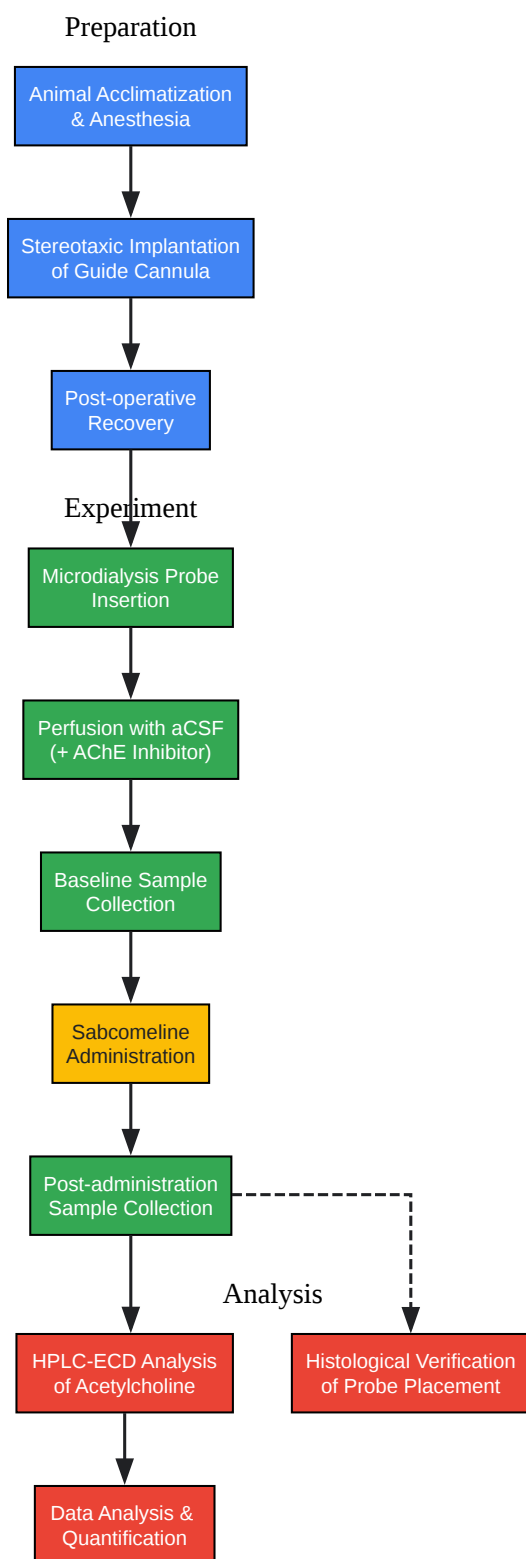 Preparation
Animal Acclimatization
& Anesthesia
Stereotaxic Implantation
of Guide Cannula
Post-operative
Recovery
Experiment
Microdialysis Probe
Insertion
Perfusion with aCSF
(+ AChE Inhibitor)
Baseline Sample
Collection
Sabcomeline
Administration
Post-administration
Sample Collection
Analysis
HPLC-ECD Analysis
of Acetylcholine
Histological Verification
of Probe Placement
Data Analysis &
Quantification